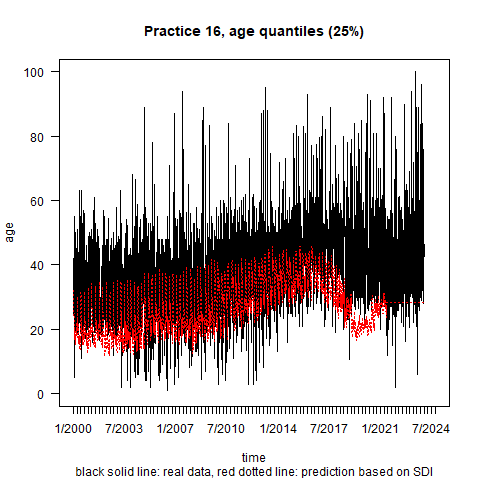 Practice 16, age quantiles (25%)
age
100
80
60
40
20
0
1/2000 7/2003 1/2007 7/2010 1/2014 7/2017 1/2021 7/2024
time
black solid line: real data, red dotted line: prediction based on SDI